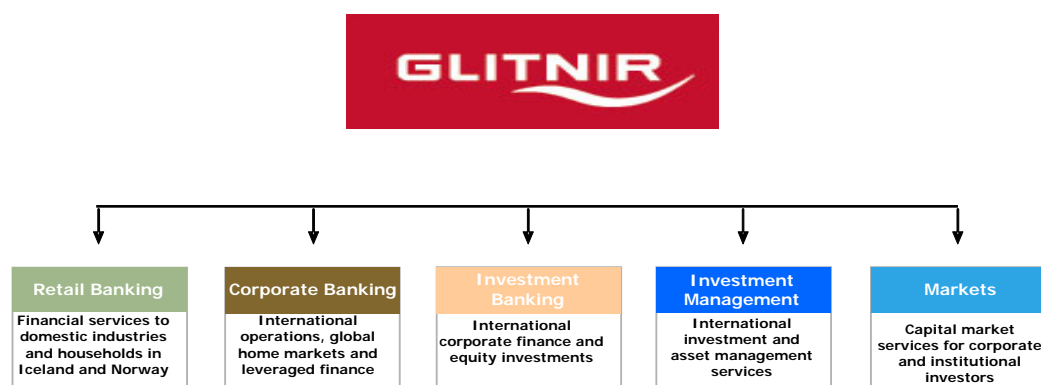 GLITNIR
Retail Banking
Financial services to
domestic industries
and households in
Iceland and Norway
Corporate Banking
International
operations, global
home markets and
leveraged finance
Investment
Banking
International
corporate finance and
equity investments
Investment
Management
International
investment and
asset management
services
Markets
Capital market
services for corporate
and institutional
investors